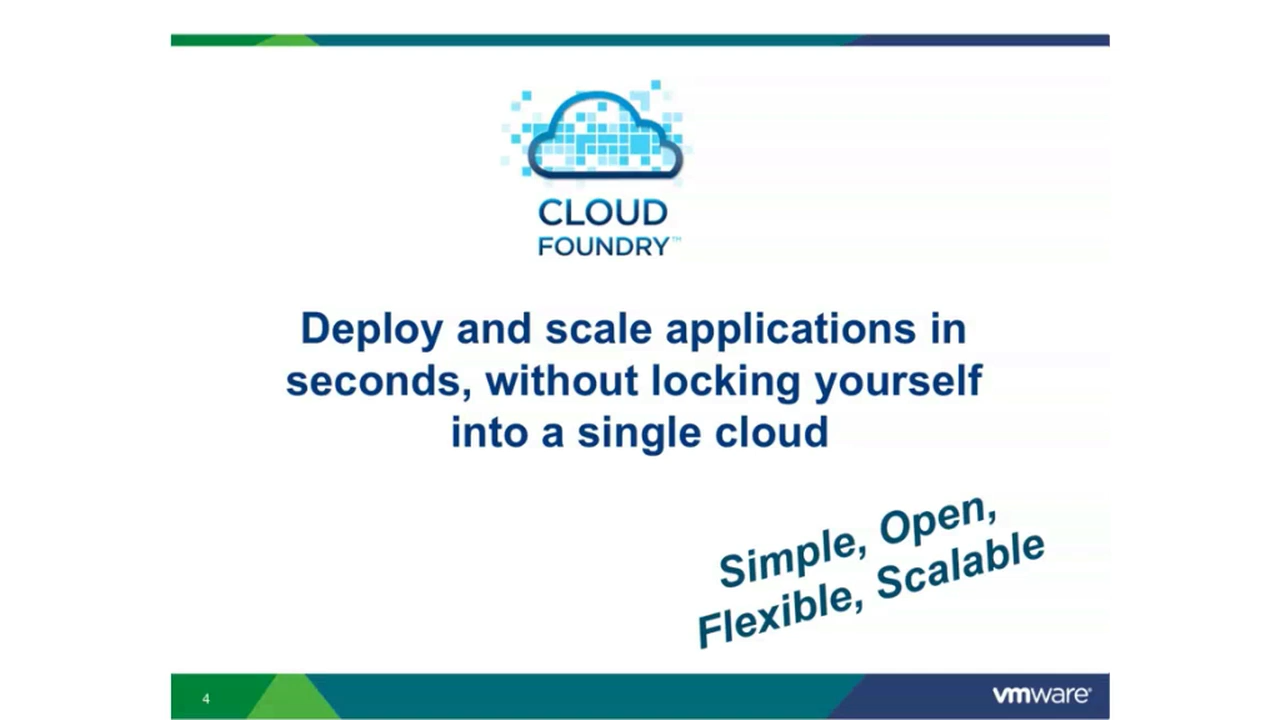 CLOUD
FOUNDRY™
Deploy and scale applications in
seconds, without locking yourself
into a single cloud
Simple, Open,
Flexible, Scalable
4
vmware®